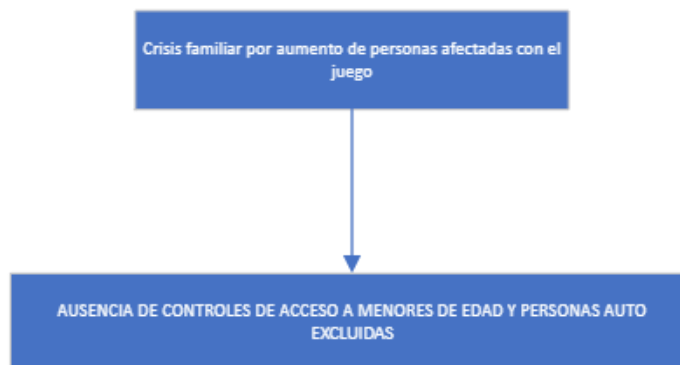 Crisis familiar por aumento de personas afectadas con el
juego
AUSENCIA DE CONTROLES DE ACCESO A MENORES DE EDAD Y PERSONAS AUTO
EXCLUIDAS